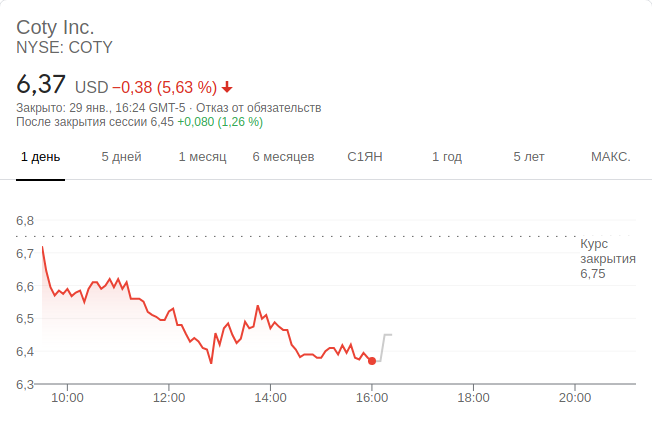 Coty Inc.
NYSE: COTY
6,37 USD −0,38 (5,63 %)
Закрыто: 29 янв., 16:24 GMT-5 · Отказ от обязательств
После закрытия сессии 6,45 +0,080 (1,26 %)
1 день 5 дней 1 месяц 6 месяцев С1ЯН 1 год 5 лет МАКС.
6,8
6,7
6,6
6,5
6,4
6,3
Курс
закрытия
6,75
10:00 12:00 14:00 16:00 18:00 20:00